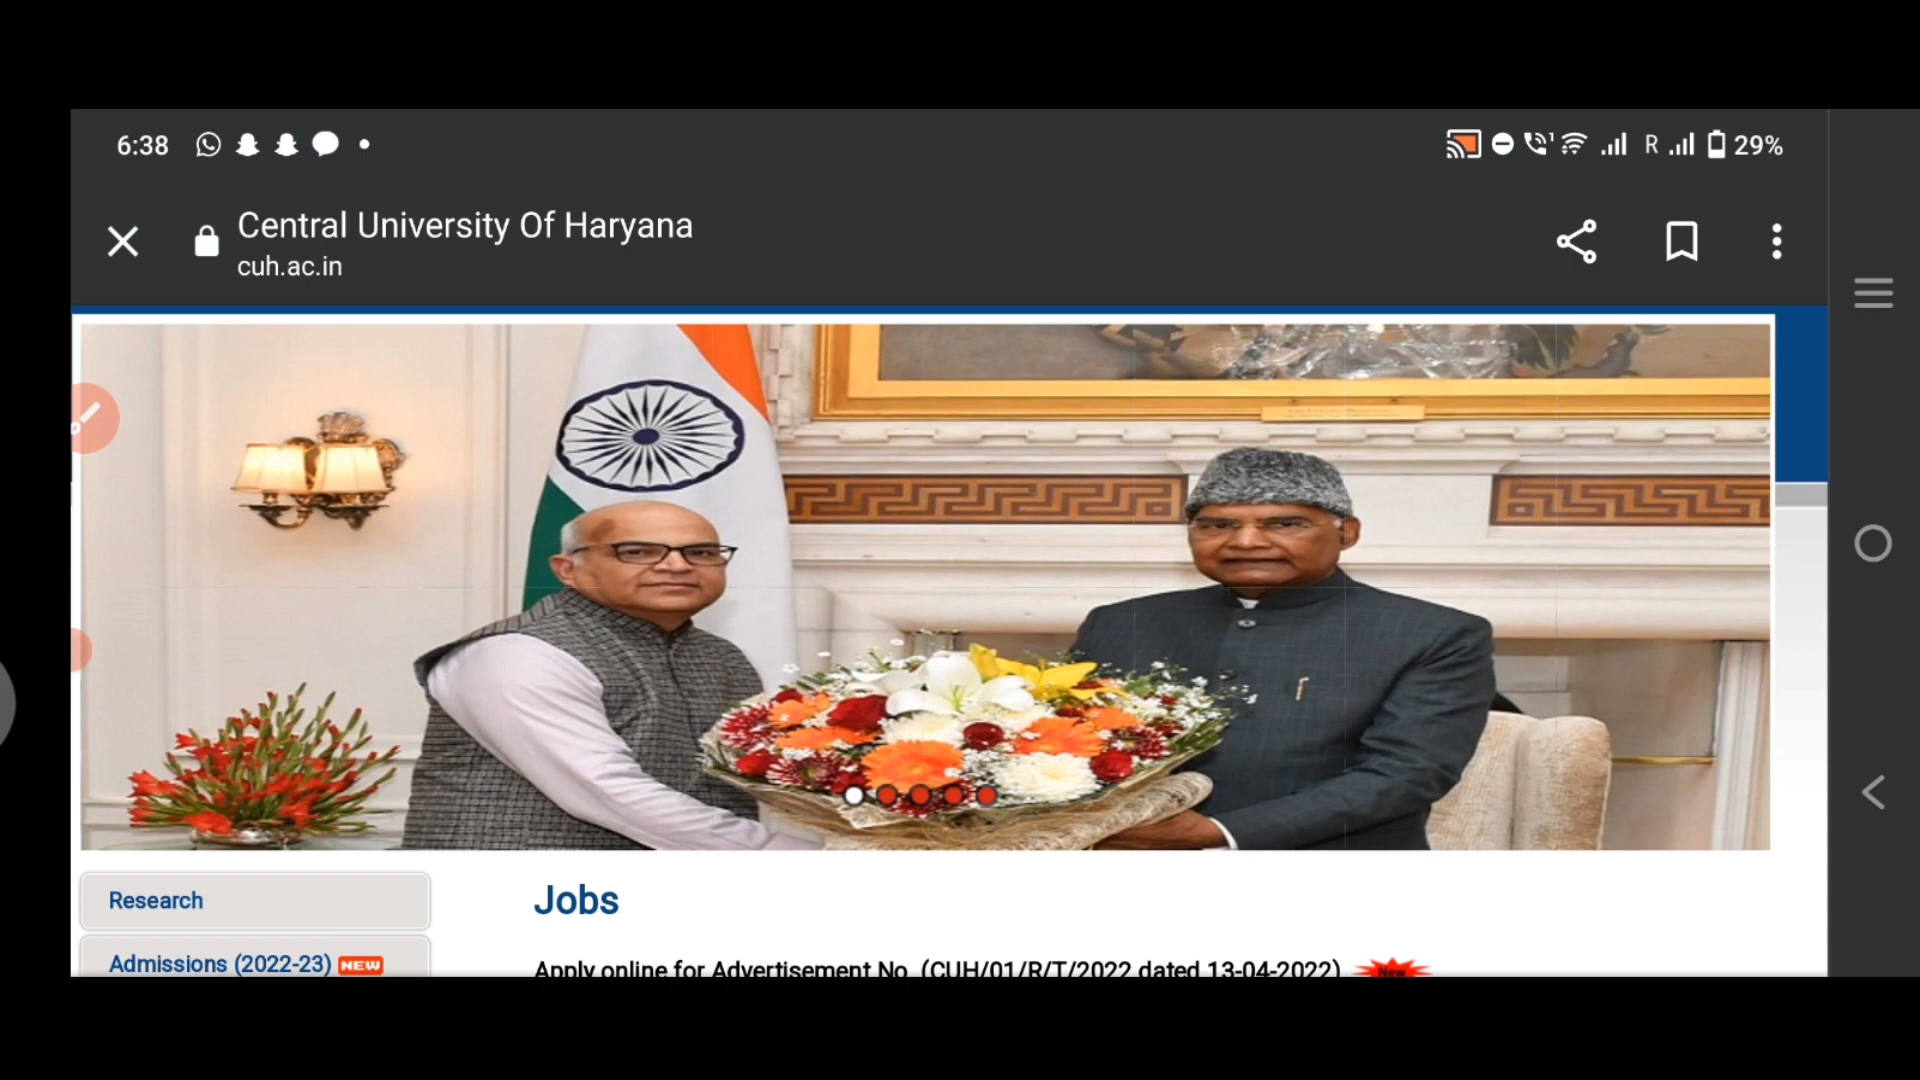 6:38
R
29%
Central University Of Haryana
cuh.ac.in
Research
Jobs
Admissions (2022-23) NEW
Apply online for Advertisement No. (CUH/01/R/T/2022 dated 13-04-2022) New